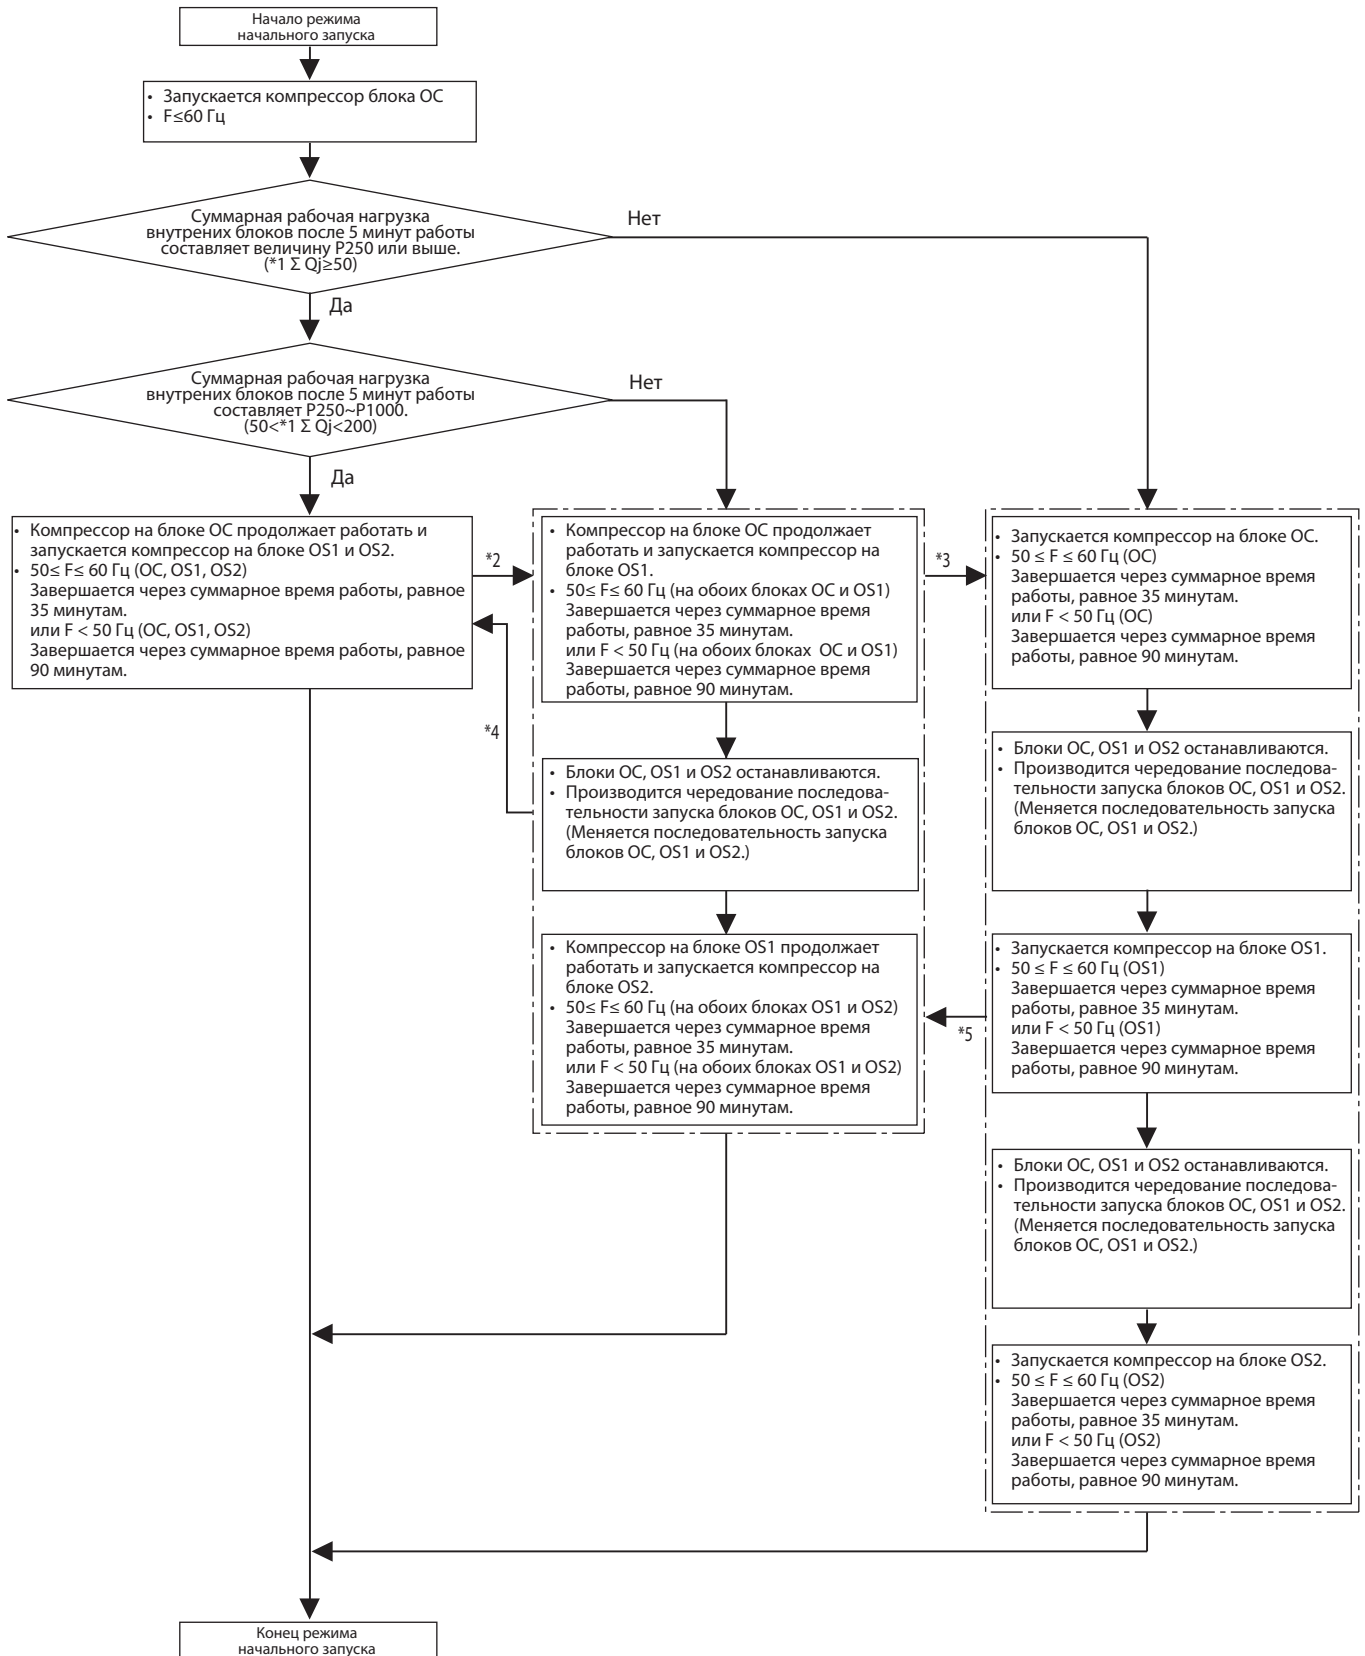 Начало режима
начального запуска
• Запускается компрессор блока OC
• F≤60 Гц
Суммарная рабочая нагрузка
внутрених блоков после 5 минут работы
составляет величину P250 или выше.
(*1 Σ Qj≥50)
Нет
Да
Суммарная рабочая нагрузка
внутрених блоков после 5 минут работы
составляет P250~P1000.
(50<*1 Σ Qj<200)
Нет
Да
• Компрессор на блоке OC продолжает работать и
запускается компрессор на блоке OS1 и OS2.
• 50≤ F≤ 60 Гц (OC, OS1, OS2)
Завершается через суммарное время работы, равное
35 минутам.
или F < 50 Гц (OC, OS1, OS2)
Завершается через суммарное время работы, равное
90 минутам.
*2
*4
• Компрессор на блоке OC продолжает
работать и запускается компрессор на
блоке OS1.
• 50≤ F≤ 60 Гц (на обоих блоках OC и OS1)
Завершается через суммарное время
работы, равное 35 минутам.
или F < 50 Гц (на обоих блоках OC и OS1)
Завершается через суммарное время
работы, равное 90 минутам.
• Блоки OC, OS1 и OS2 останавливаются.
• Производится чередование последова-
тельности запуска блоков OC, OS1 и OS2.
(Меняется последовательность запуска
блоков OC, OS1 и OS2.)
• Компрессор на блоке OS1 продолжает
работать и запускается компрессор на
блоке OS2.
• 50≤ F≤ 60 Гц (на обоих блоках OS1 и OS2)
Завершается через суммарное время
работы, равное 35 минутам.
или F < 50 Гц (на обоих блоках OS1 и OS2)
Завершается через суммарное время
работы, равное 90 минутам.
*3
*5
• Запускается компрессор на блоке OC.
• 50 ≤ F ≤ 60 Гц (OC)
Завершается через суммарное время
работы, равное 35 минутам.
или F < 50 Гц (OC)
Завершается через суммарное время
работы, равное 90 минутам.
• Блоки OC, OS1 и OS2 останавливаются.
• Производится чередование последова-
тельности запуска блоков OC, OS1 и OS2.
(Меняется последовательность запуска
блоков OC, OS1 и OS2.)
• Запускается компрессор на блоке OS1.
• 50 ≤ F ≤ 60 Гц (OS1)
Завершается через суммарное время
работы, равное 35 минутам.
или F < 50 Гц (OS1)
Завершается через суммарное время
работы, равное 90 минутам.
• Блоки OC, OS1 и OS2 останавливаются.
• Производится чередование последова-
тельности запуска блоков OC, OS1 и OS2.
(Меняется последовательность запуска
блоков OC, OS1 и OS2.)
• Запускается компрессор на блоке OS2.
• 50 ≤ F ≤ 60 Гц (OS2)
Завершается через суммарное время
работы, равное 35 минутам.
или F < 50 Гц (OS2)
Завершается через суммарное время
работы, равное 90 минутам.
Конец режима
начального запуска